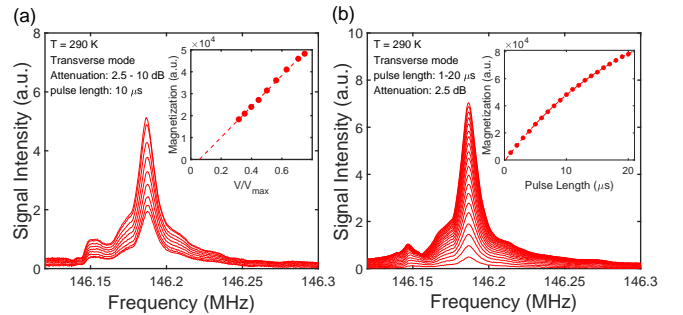 (a)
T = 290 K
Transverse mode
Attenuation: 2.5 - 10 dB
pulse length: 10 μs
Signal Intensity (a.u.)
8
6
4
2
0
146.15
146.2
146.25
146.3
Frequency (MHz)
×10⁴
Magnetization (a.u.)
5
4
3
2
1
0
0
0.2
0.4
0.6
V/Vmax
(b)
T = 290 K
Transverse mode
pulse length: 1-20 μs
Attenuation: 2.5 dB
Signal Intensity (a.u.)
10
8
6
4
2
0
146.15
146.2
146.25
146.3
Frequency (MHz)
×10⁴
Magnetization (a.u.)
8
6
4
2
0
0
10
20
Pulse Length (μs)